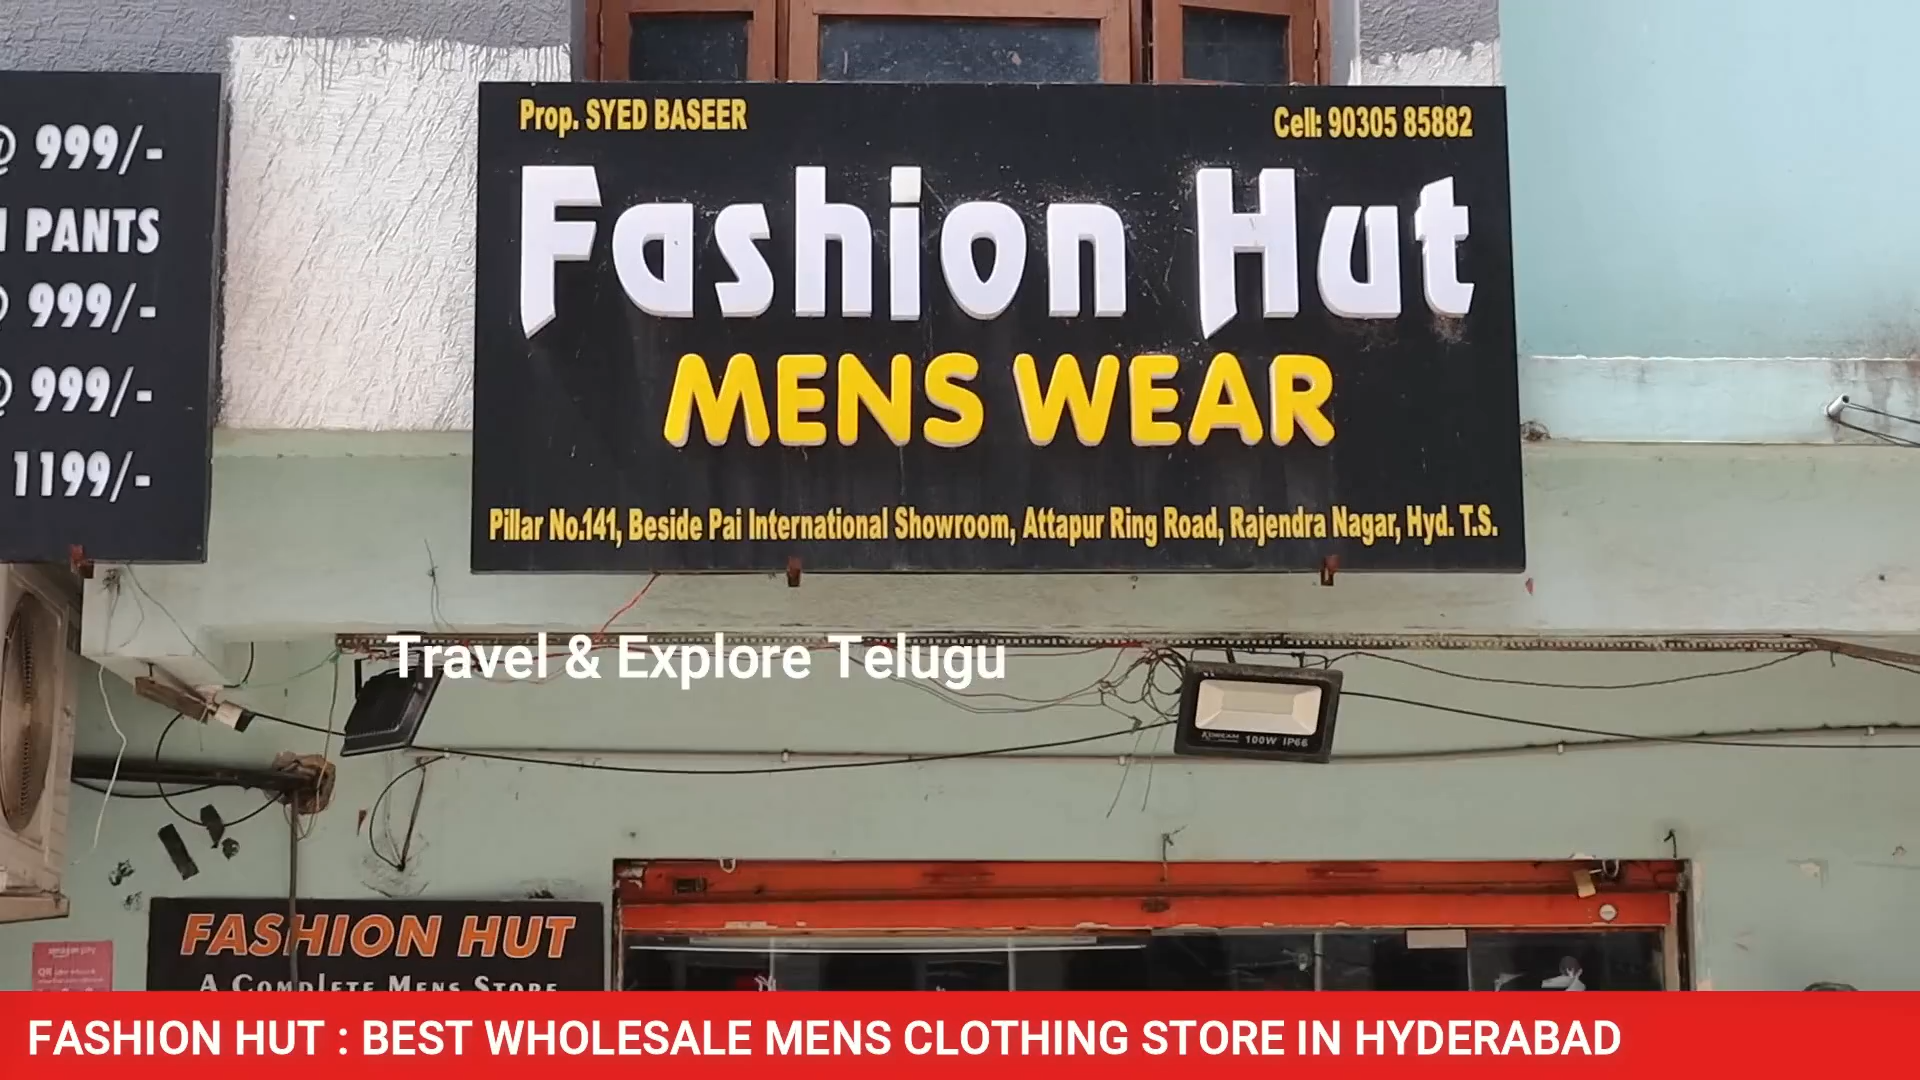 @ 999/-
PANTS
@ 999/-
@ 999/-
1199/-
Prop. SYED BASEER
Cell: 90305 85882
Fashion Hut
MENS WEAR
Pillar No.141, Beside Pai International Showroom, Attapur Ring Road, Rajendra Nagar, Hyd. T.S.
Travel & Explore Telugu
100W IP66
FASHION HUT
A COMPLETE MENS STORE
FASHION HUT : BEST WHOLESALE MENS CLOTHING STORE IN HYDERABAD